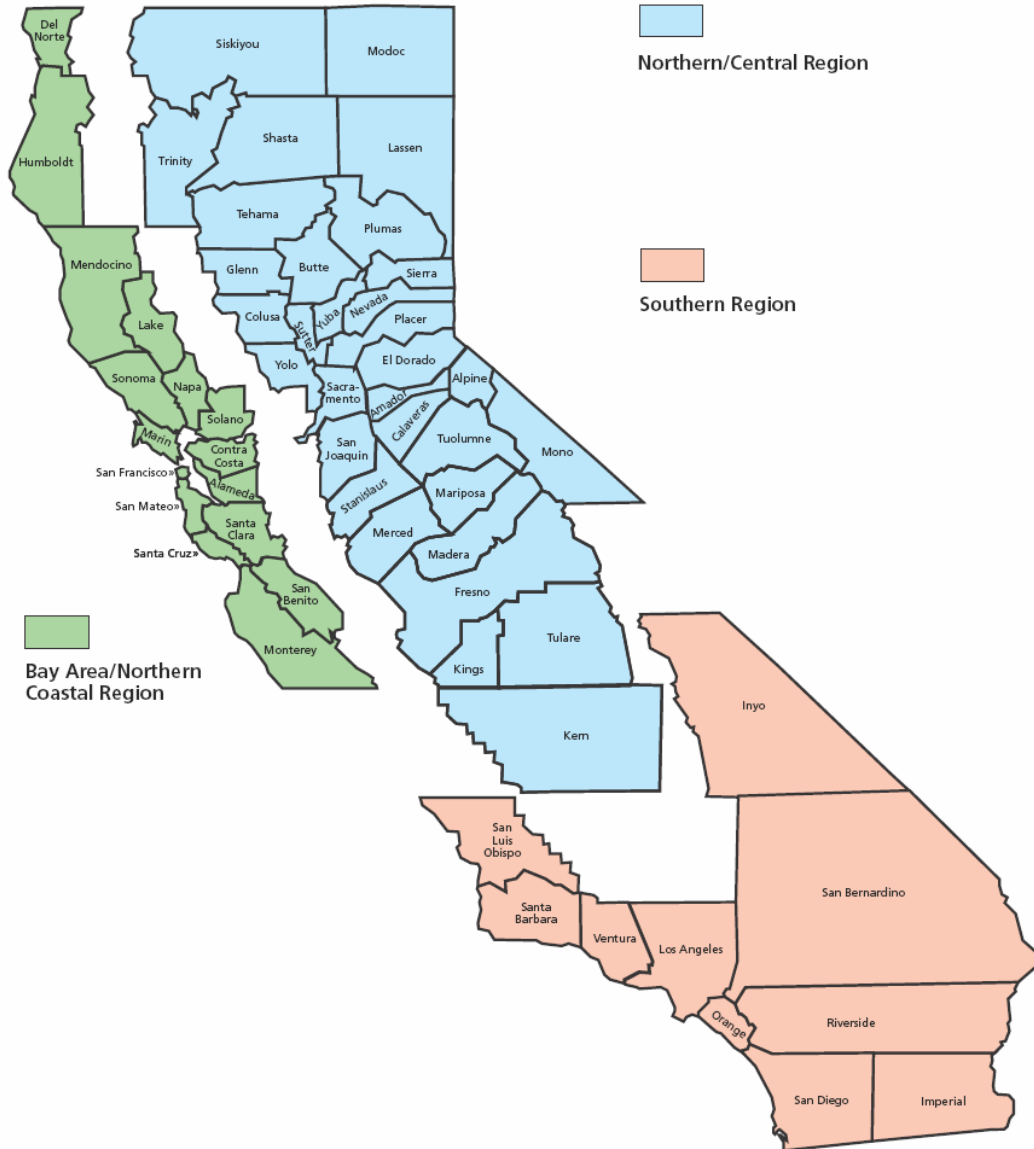 Del
Norte
Siskiyou
Modoc
Northern/Central Region
Humboldt
Trinity
Shasta
Lassen
Tehama
Plumas
Mendocino
Glenn
Butte
Sierra
Southern Region
Lake
Colusa
Sutter
Yuba
Nevada
Placer
Sonoma
Napa
Yolo
El Dorado
Sacra-
mento
Amador
Alpine
Solano
Calaveras
Marin
Contra
Costa
San
Joaquin
Tuolumne
Mono
San Francisco»
Alameda
Stanislaus
Mariposa
San Mateo»
Santa
Clara
Merced
Santa Cruz»
Madera
San
Benito
Fresno
Monterey
Tulare
Kings
Bay Area/Northern
Coastal Region
Inyo
Kern
San
Luis
Obispo
San Bernardino
Santa
Barbara
Ventura
Los Angeles
Orange
Riverside
San Diego
Imperial